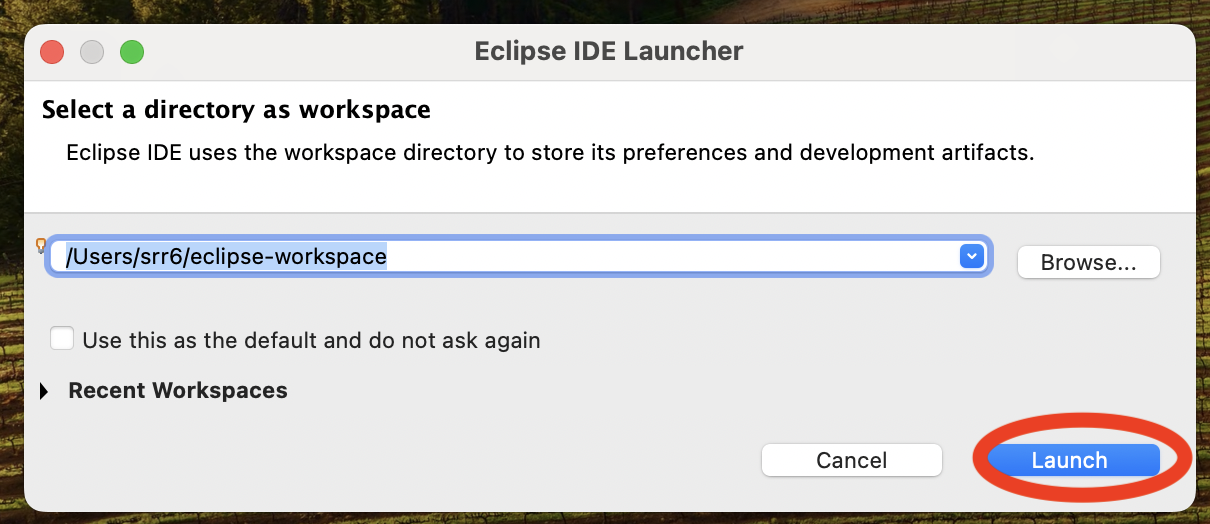 Eclipse IDE Launcher
Select a directory as workspace
Eclipse IDE uses the workspace directory to store its preferences and development artifacts.
/Users/srr6/eclipse-workspace
Browse...
Use this as the default and do not ask again
Recent Workspaces
Cancel
Launch